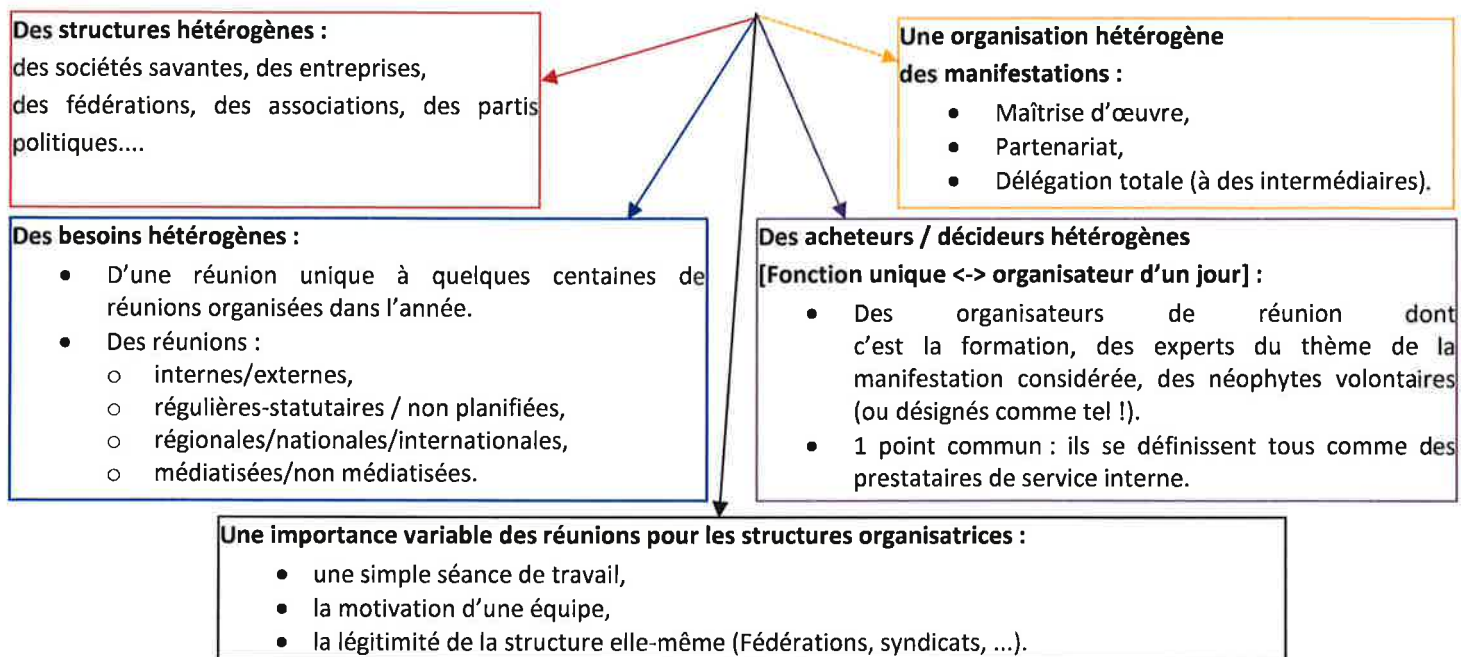 Des structures hétérogènes :
des sociétés savantes, des entreprises,
des fédérations, des associations, des partis
politiques....
Une organisation hétérogène
des manifestations :
• Maîtrise d'œuvre,
• Partenariat,
• Délégation totale (à des intermédiaires).
Des besoins hétérogènes :
• D'une réunion unique à quelques centaines de
réunions organisées dans l'année.
• Des réunions :
o internes/externes,
o régulières-statutaires / non planifiées,
o régionales/nationales/internationales,
o médiatisées/non médiatisées.
Des acheteurs / décideurs hétérogènes
[Fonction unique <-> organisateur d'un jour] :
• Des organisateurs de réunion dont
c'est la formation, des experts du thème de la
manifestation considérée, des néophytes volontaires
(ou désignés comme tel !).
• 1 point commun : ils se définissent tous comme des
prestataires de service interne.
Une importance variable des réunions pour les structures organisatrices :
• une simple séance de travail,
• la motivation d'une équipe,
• la légitimité de la structure elle-même (Fédérations, syndicats, ...).